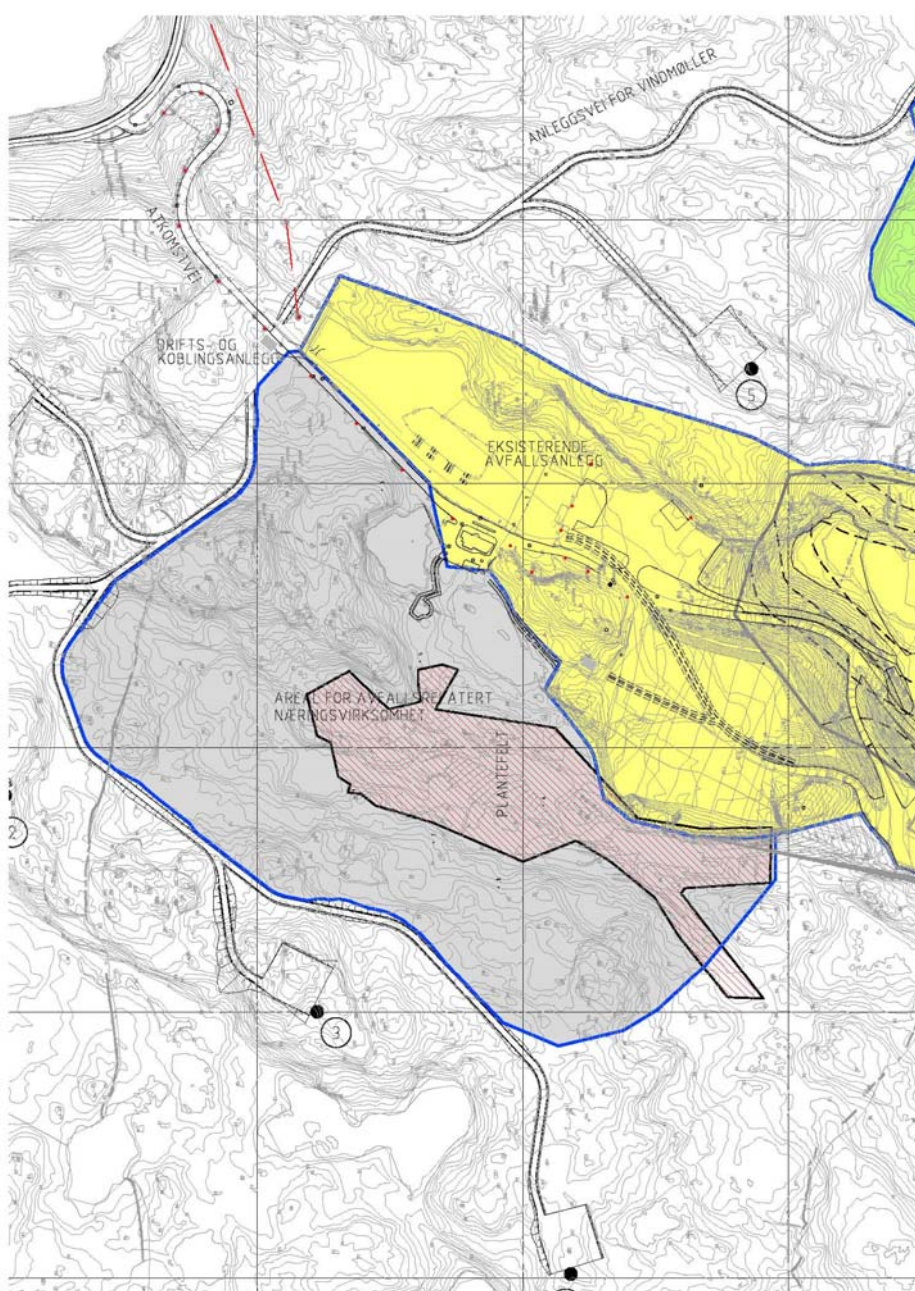 ANLEGGSVEI FOR VINDMØLLER
ATKOMSTVEI
DRIFTS- OG
KOBLINGSANLEGG
5
EKSISTERENDE
AVFALLSANLEGG
AREAL FOR AVFALLSRELATERT
NÆRINGSVIRKSOMHET
PLANTEFELT
2
3